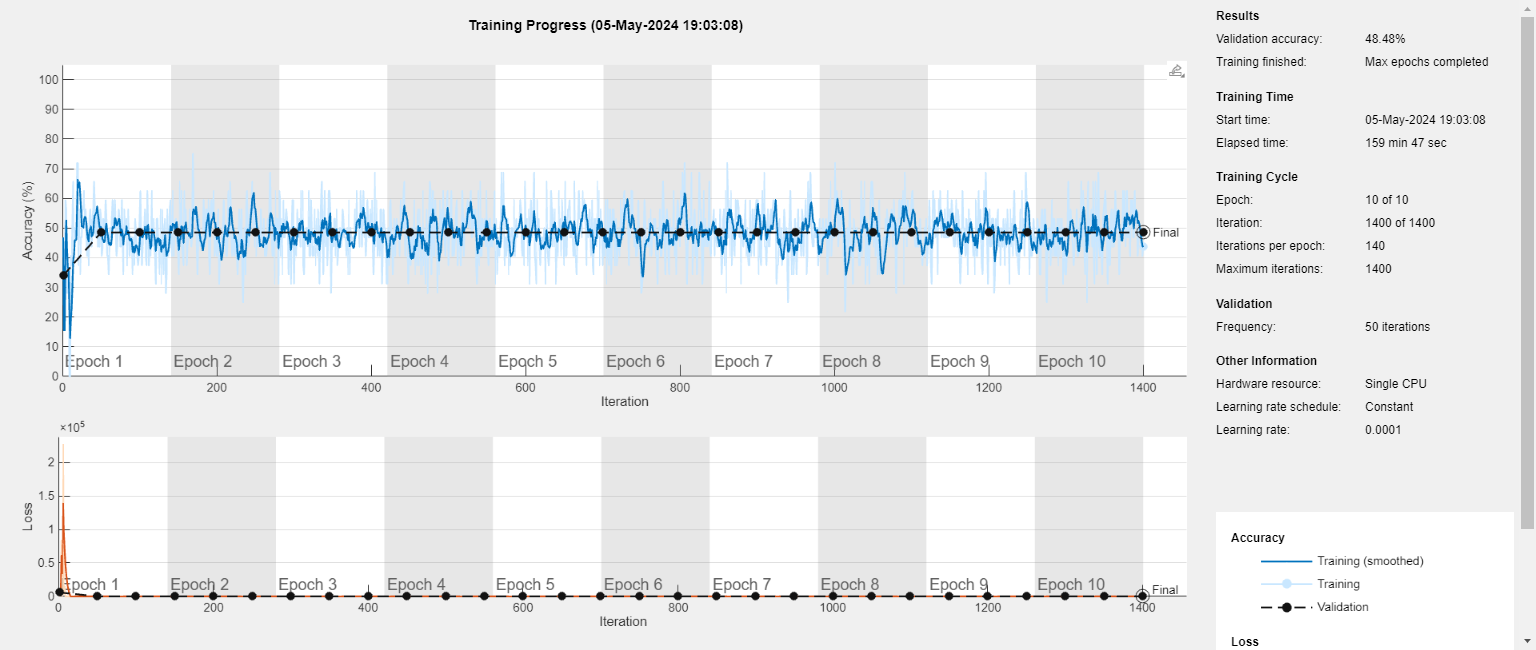 Training Progress (05-May-2024 19:03:08)
100
90
80
70
60
50
40
30
20
10
0
Accuracy (%)
Final
Epoch 1 Epoch 2 Epoch 3 Epoch 4 Epoch 5 Epoch 6 Epoch 7 Epoch 8 Epoch 9 Epoch 10
0 200 400 600 800 1000 1200 1400
Iteration
×10⁵
2
1.5
1
0.5
0
Loss
Epoch 1 Epoch 2 Epoch 3 Epoch 4 Epoch 5 Epoch 6 Epoch 7 Epoch 8 Epoch 9 Epoch 10
Final
0 200 400 600 800 1000 1200 1400
Iteration
Results
Validation accuracy: 48.48%
Training finished: Max epochs completed
Training Time
Start time: 05-May-2024 19:03:08
Elapsed time: 159 min 47 sec
Training Cycle
Epoch: 10 of 10
Iteration: 1400 of 1400
Iterations per epoch: 140
Maximum iterations: 1400
Validation
Frequency: 50 iterations
Other Information
Hardware resource: Single CPU
Learning rate schedule: Constant
Learning rate: 0.0001
Accuracy
Training (smoothed)
Training
Validation
Loss